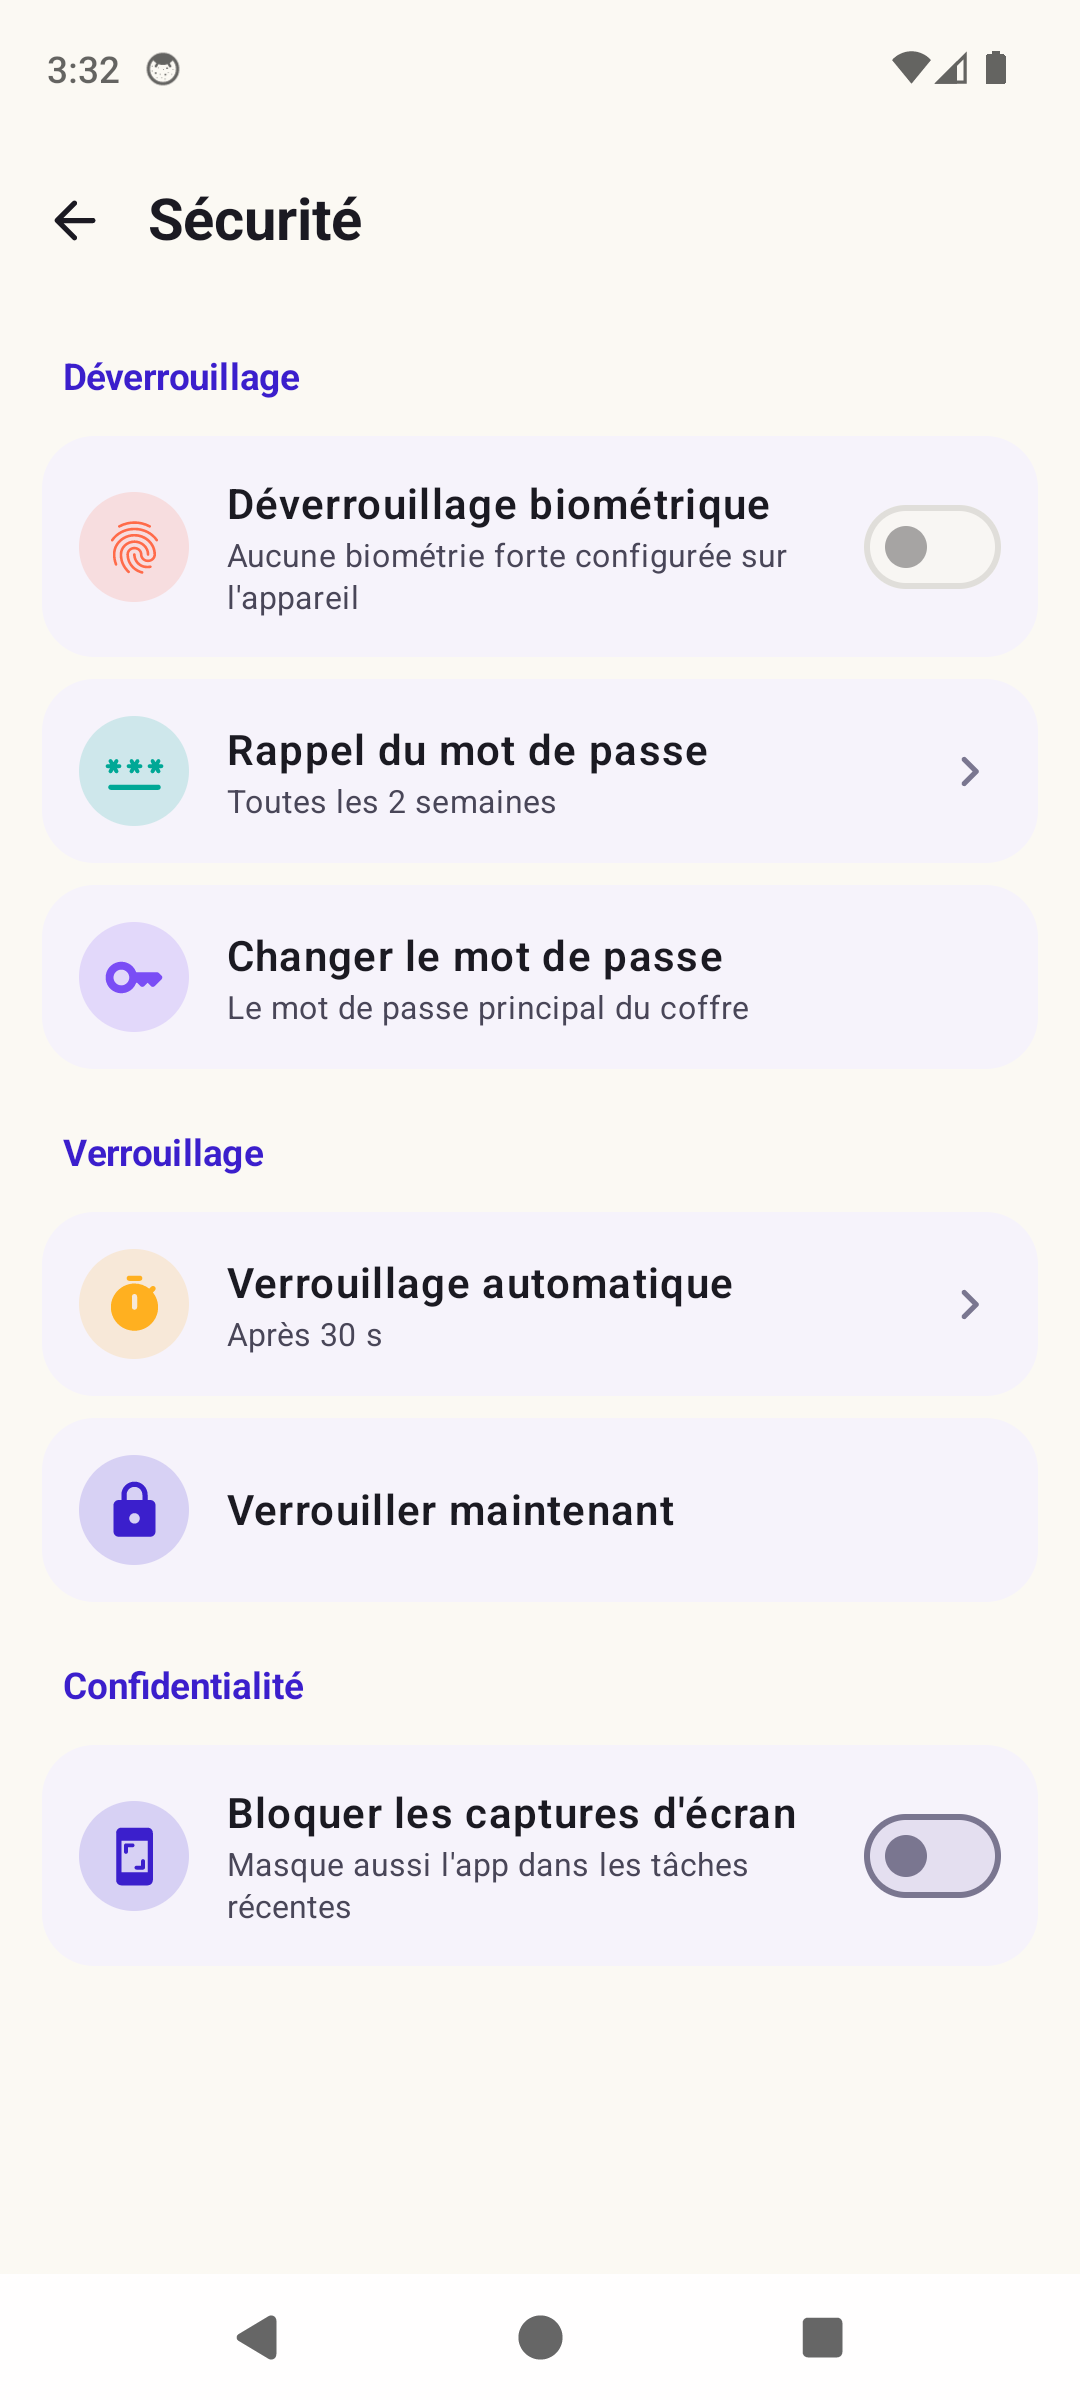 3:32
Sécurité
Déverrouillage
Déverrouillage biométrique
Aucune biométrie forte configurée sur
l'appareil
Rappel du mot de passe
Toutes les 2 semaines
Changer le mot de passe
Le mot de passe principal du coffre
Verrouillage
Verrouillage automatique
Après 30 s
Verrouiller maintenant
Confidentialité
Bloquer les captures d'écran
Masque aussi l'app dans les tâches
récentes